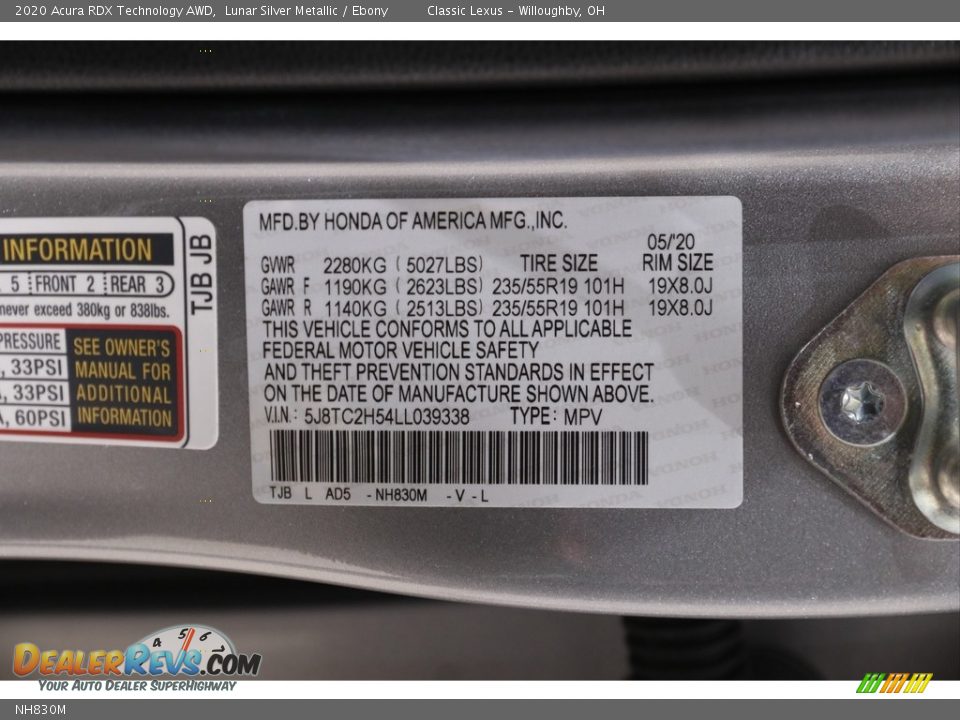 2020 Acura RDX Technology AWD, Lunar Silver Metallic / Ebony Classic Lexus - Willoughby, OH
INFORMATION
5 FRONT 2 REAR 3
never exceed 380kg or 838lbs.
PRESSURE
, 33PSI
, 33PSI
A, 60PSI
SEE OWNER'S
MANUAL FOR
ADDITIONAL
INFORMATION
TJB JB
MFD.BY HONDA OF AMERICA MFG.,INC.
05/'20
GVWR 2280KG (5027LBS) TIRE SIZE RIM SIZE
GAWR F 1190KG (2623LBS) 235/55R19 101H 19X8.0J
GAWR R 1140KG (2513LBS) 235/55R19 101H 19X8.0J
THIS VEHICLE CONFORMS TO ALL APPLICABLE
FEDERAL MOTOR VEHICLE SAFETY
AND THEFT PREVENTION STANDARDS IN EFFECT
ON THE DATE OF MANUFACTURE SHOWN ABOVE.
V.I.N: 5J8TC2H54LL039338 TYPE: MPV
TJB L AD5 -NH830M -V-L
4 5 6
DealerRevs.com
Your Auto Dealer SuperHighway
NH830M